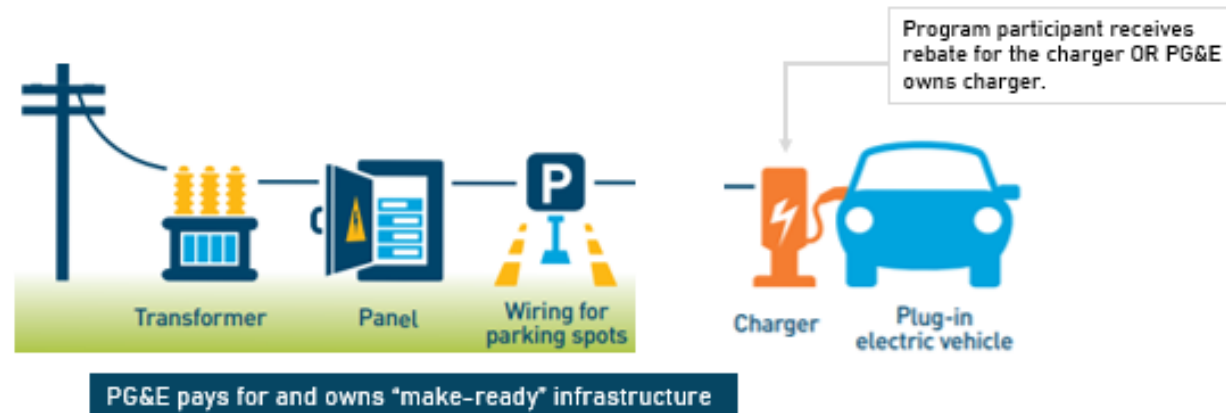 Program participant receives
rebate for the charger OR PG&E
owns charger.
P
Transformer
Panel
Wiring for
parking spots
Charger
Plug-in
electric vehicle
PG&E pays for and owns “make-ready” infrastructure